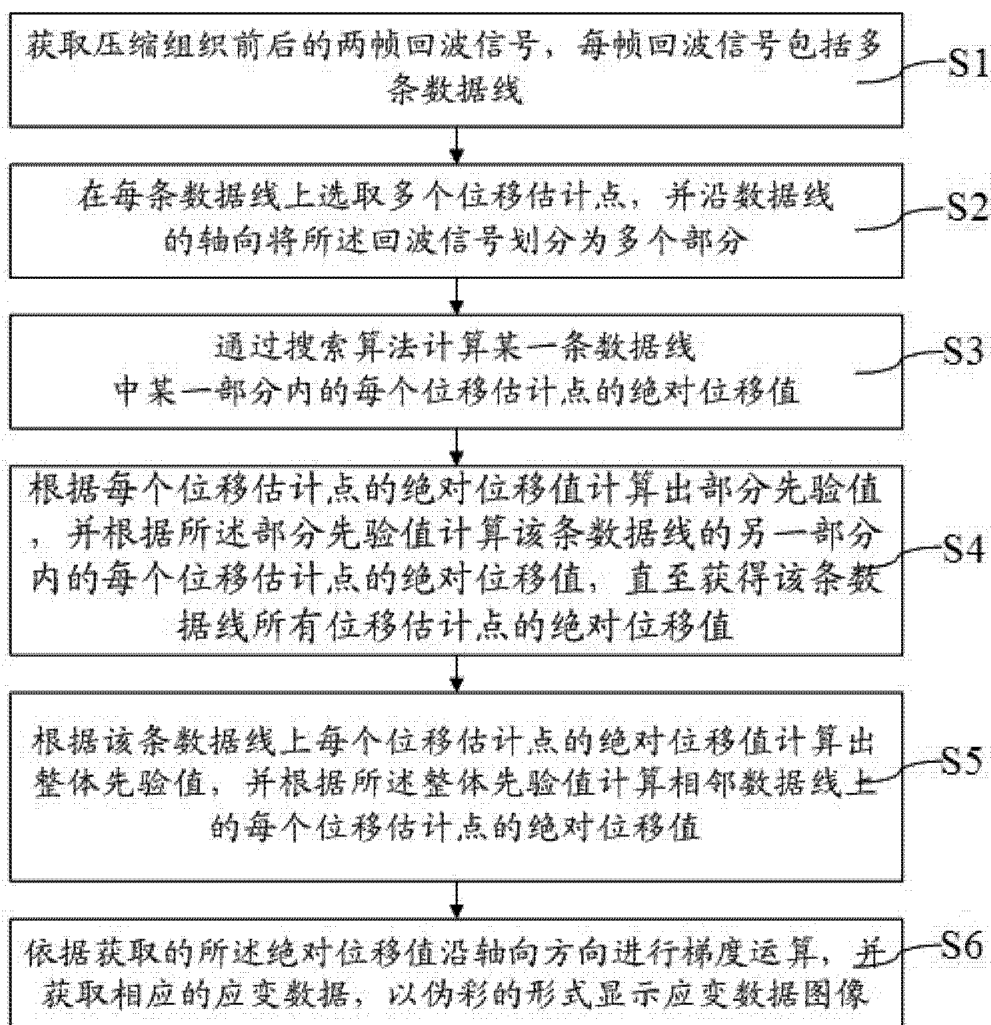 获取压缩组织前后的两帧回波信号，每帧回波信号包括多
条数据线
S1
在每条数据线上选取多个位移估计点，并沿数据线
的轴向将所述回波信号划分为多个部分
S2
通过搜索算法计算某一条数据线
中某一部分内的每个位移估计点的绝对位移值
S3
根据每个位移估计点的绝对位移值计算出部分先验值
，并根据所述部分先验值计算该条数据线的另一部分
内的每个位移估计点的绝对位移值，直至获得该条数
据线所有位移估计点的绝对位移值
S4
根据该条数据线上每个位移估计点的绝对位移值计算出
整体先验值，并根据所述整体先验值计算相邻数据线上
的每个位移估计点的绝对位移值
S5
依据获取的所述绝对位移值沿轴向方向进行梯度运算，并
获取相应的应变数据，以伪彩的形式显示应变数据图像
S6